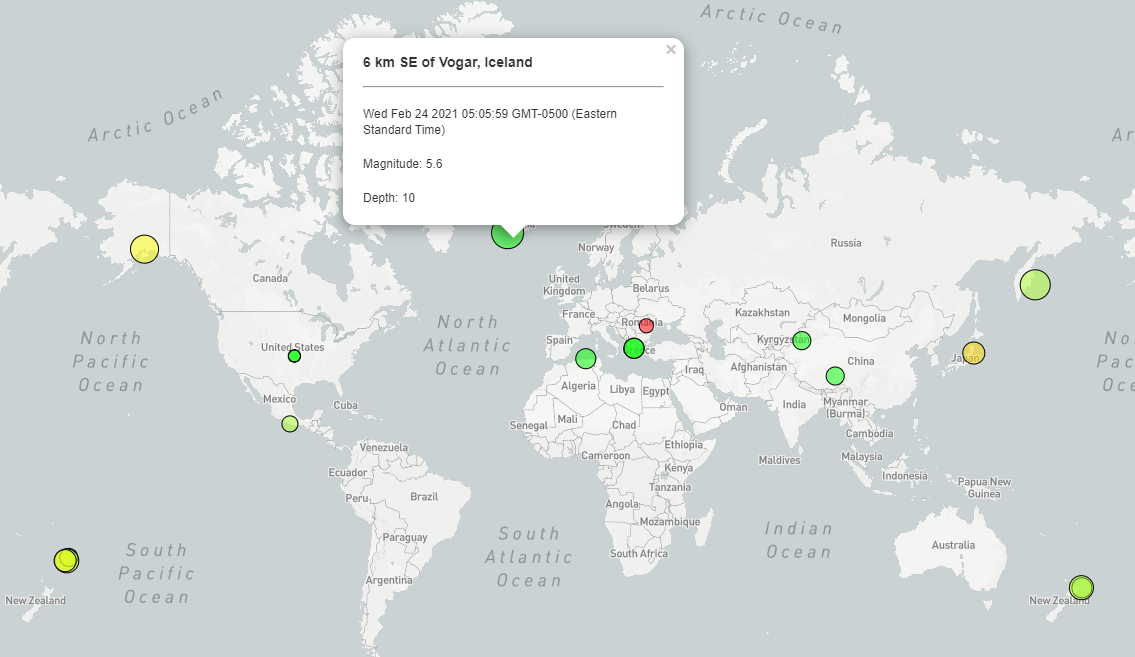 Arctic Ocean
×
6 km SE of Vogar, Iceland
Wed Feb 24 2021 05:05:59 GMT-0500 (Eastern
Standard Time)
Magnitude: 5.6
Depth: 10
Arctic Ocean
Sweden
Norway
Russia
Canada
United
Kingdom
Belarus
North
Pacific
Ocean
North
Atlantic
Ocean
France
Romania
Kazakhstan
Mongolia
United States
Spain
Greece
Kyrgyzstan
China
Japan
Algeria
Libya
Egypt
Iraq
Afghanistan
Mexico
Cuba
Oman
India
Myanmar
(Burma)
Senegal
Mali
Chad
Cambodia
Venezuela
Cameroon
Ethiopia
Maldives
Malaysia
Ecuador
Kenya
Indonesia
Peru
Brazil
Tanzania
Papua New
Guinea
Angola
Mozambique
Paraguay
South
Pacific
Ocean
South
Atlantic
Ocean
Indian
Ocean
South Africa
Australia
Argentina
New Zealand
New Zealand